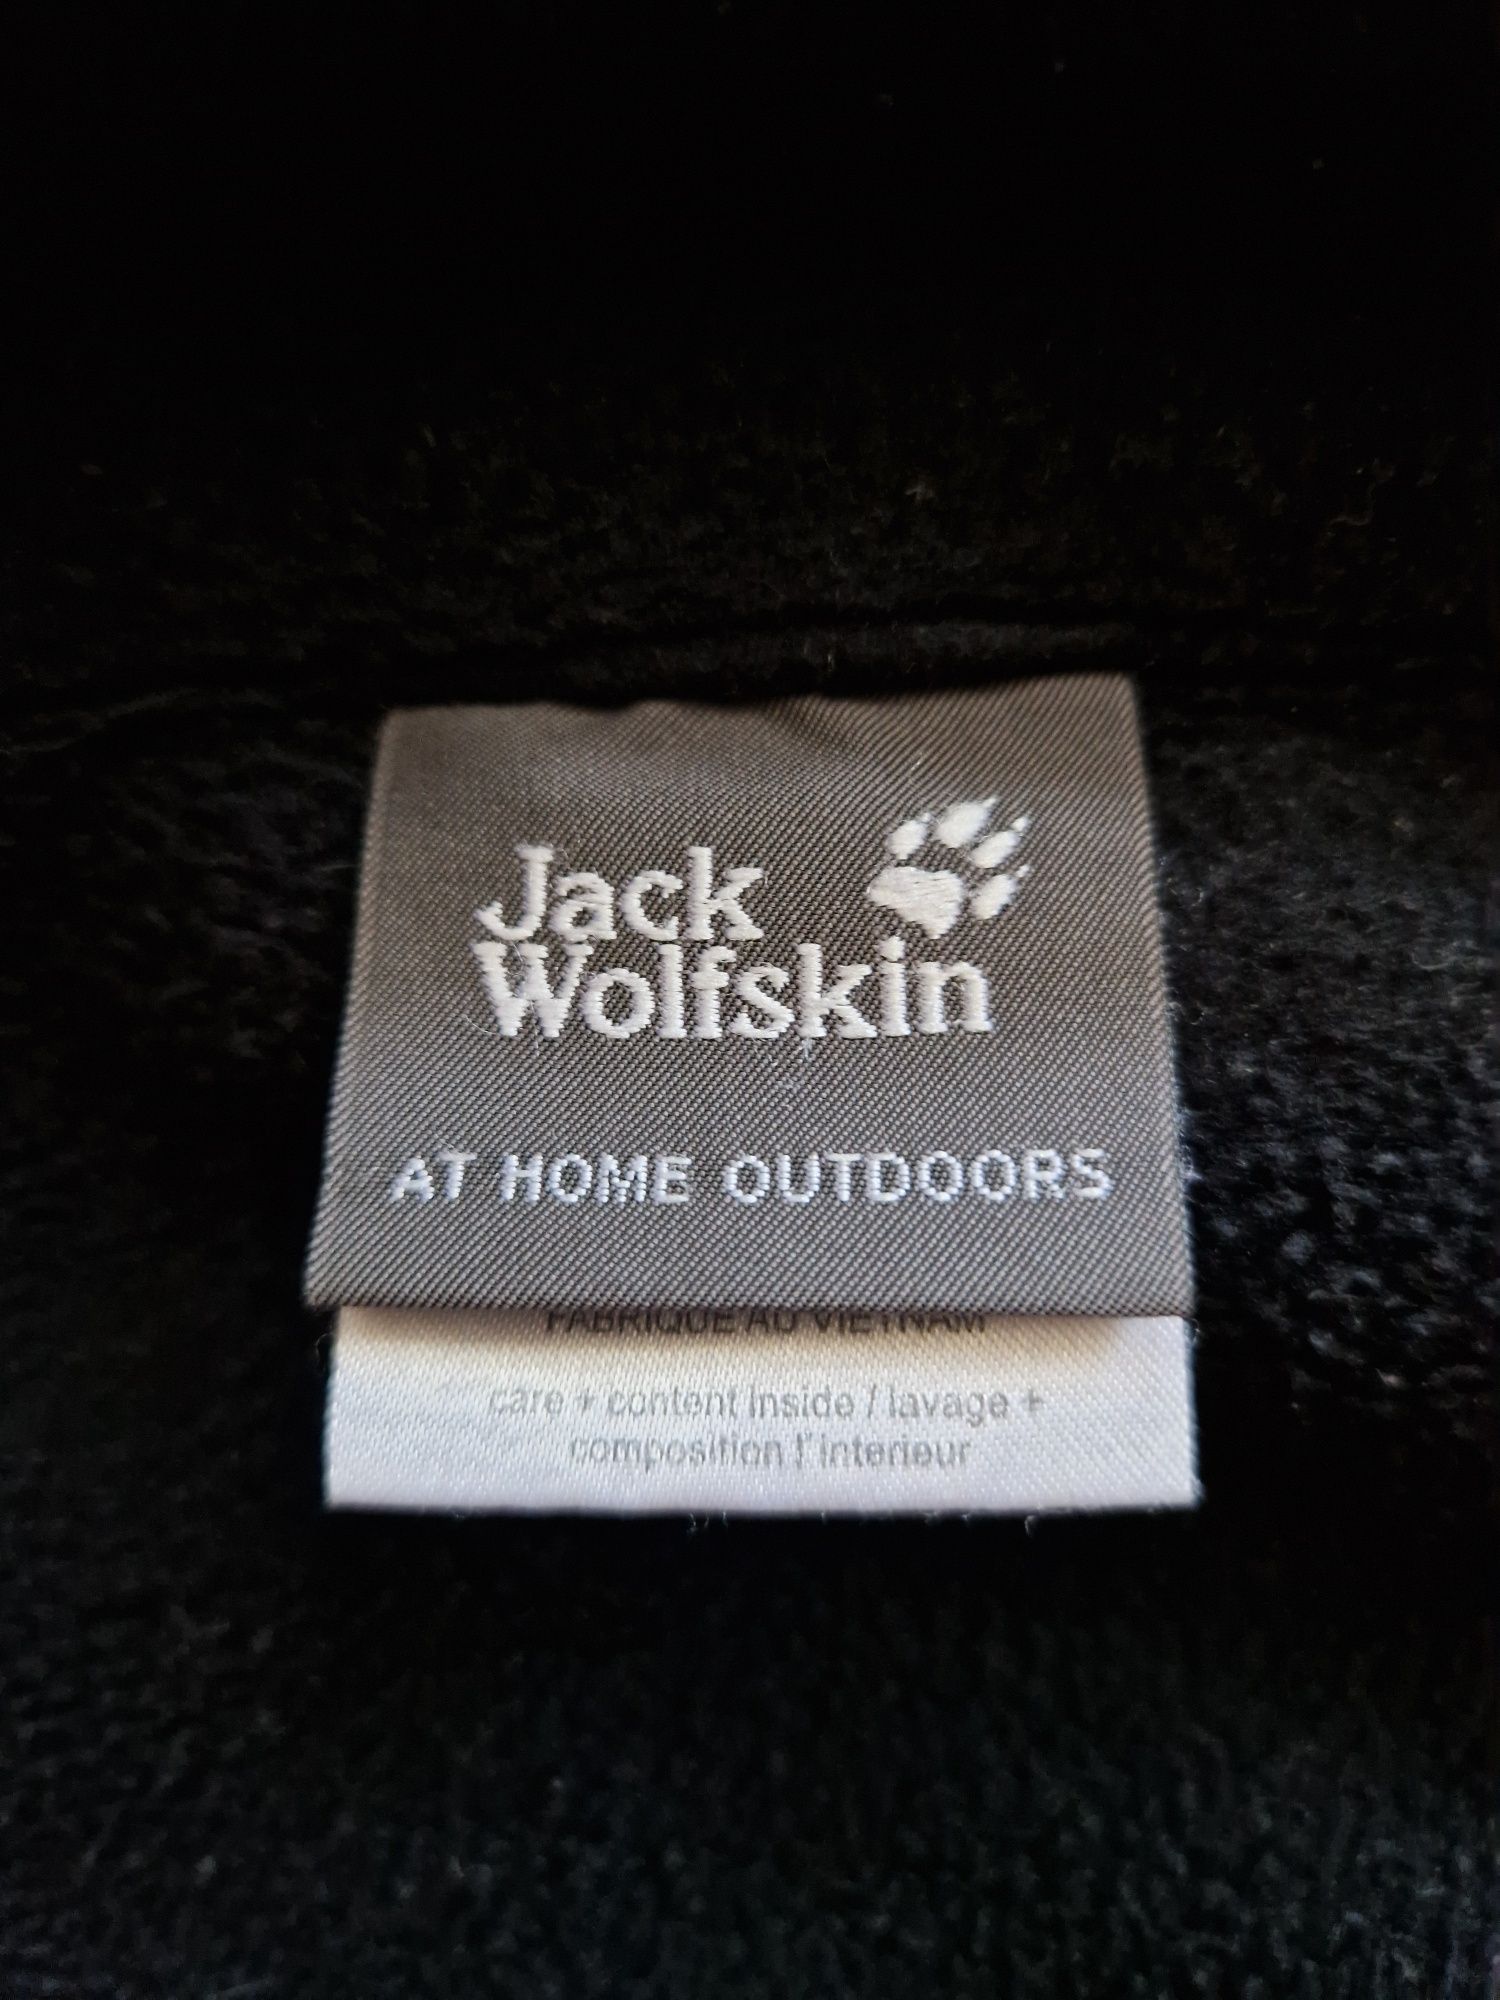 Jack
Wolfskin
AT HOME OUTDOORS
FABRIQUE AU VIETNAM
care + content inside / lavage +
composition l'interieur